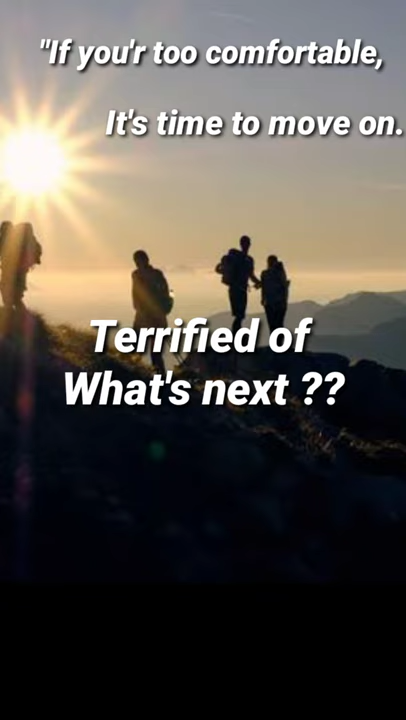 "If you'r too comfortable,
It's time to move on.
Terrified of
What's next ??